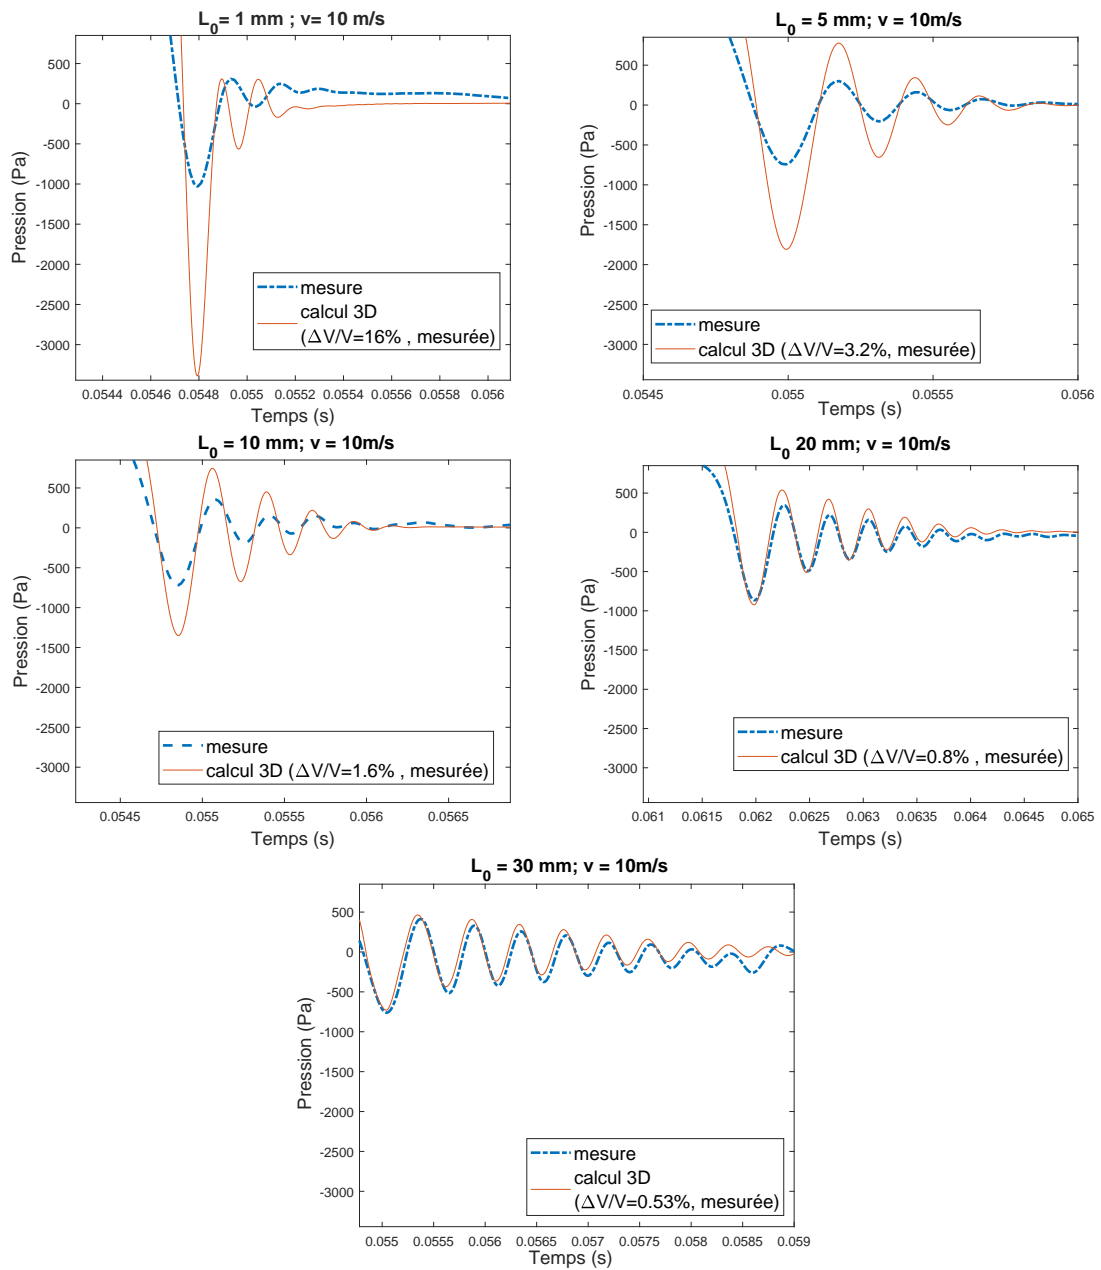 L0= 1 mm ; v= 10 m/s
500
0
-500
-1000
-1500
-2000
-2500
-3000
Pression (Pa)
mesure
calcul 3D
(ΔV/V=16% , mesurée)
0.0544 0.0546 0.0548 0.055 0.0552 0.0554 0.0556 0.0558 0.056
Temps (s)
L0 = 5 mm; v = 10m/s
500
0
-500
-1000
-1500
-2000
-2500
-3000
Pression (Pa)
mesure
calcul 3D (ΔV/V=3.2%, mesurée)
0.0545 0.055 0.0555 0.056
Temps (s)
L0 = 10 mm; v = 10m/s
500
0
-500
-1000
-1500
-2000
-2500
-3000
Pression (Pa)
mesure
calcul 3D (ΔV/V=1.6% , mesurée)
0.0545 0.055 0.0555 0.056 0.0565
Temps (s)
L0 20 mm; v = 10m/s
500
0
-500
-1000
-1500
-2000
-2500
-3000
Pression (Pa)
mesure
calcul 3D (ΔV/V=0.8% , mesurée)
0.061 0.0615 0.062 0.0625 0.063 0.0635 0.064 0.0645 0.065
Temps (s)
L0 = 30 mm; v = 10m/s
500
0
-500
-1000
-1500
-2000
-2500
-3000
Pression (Pa)
mesure
calcul 3D
(ΔV/V=0.53%, mesurée)
0.055 0.0555 0.056 0.0565 0.057 0.0575 0.058 0.0585 0.059
Temps (s)